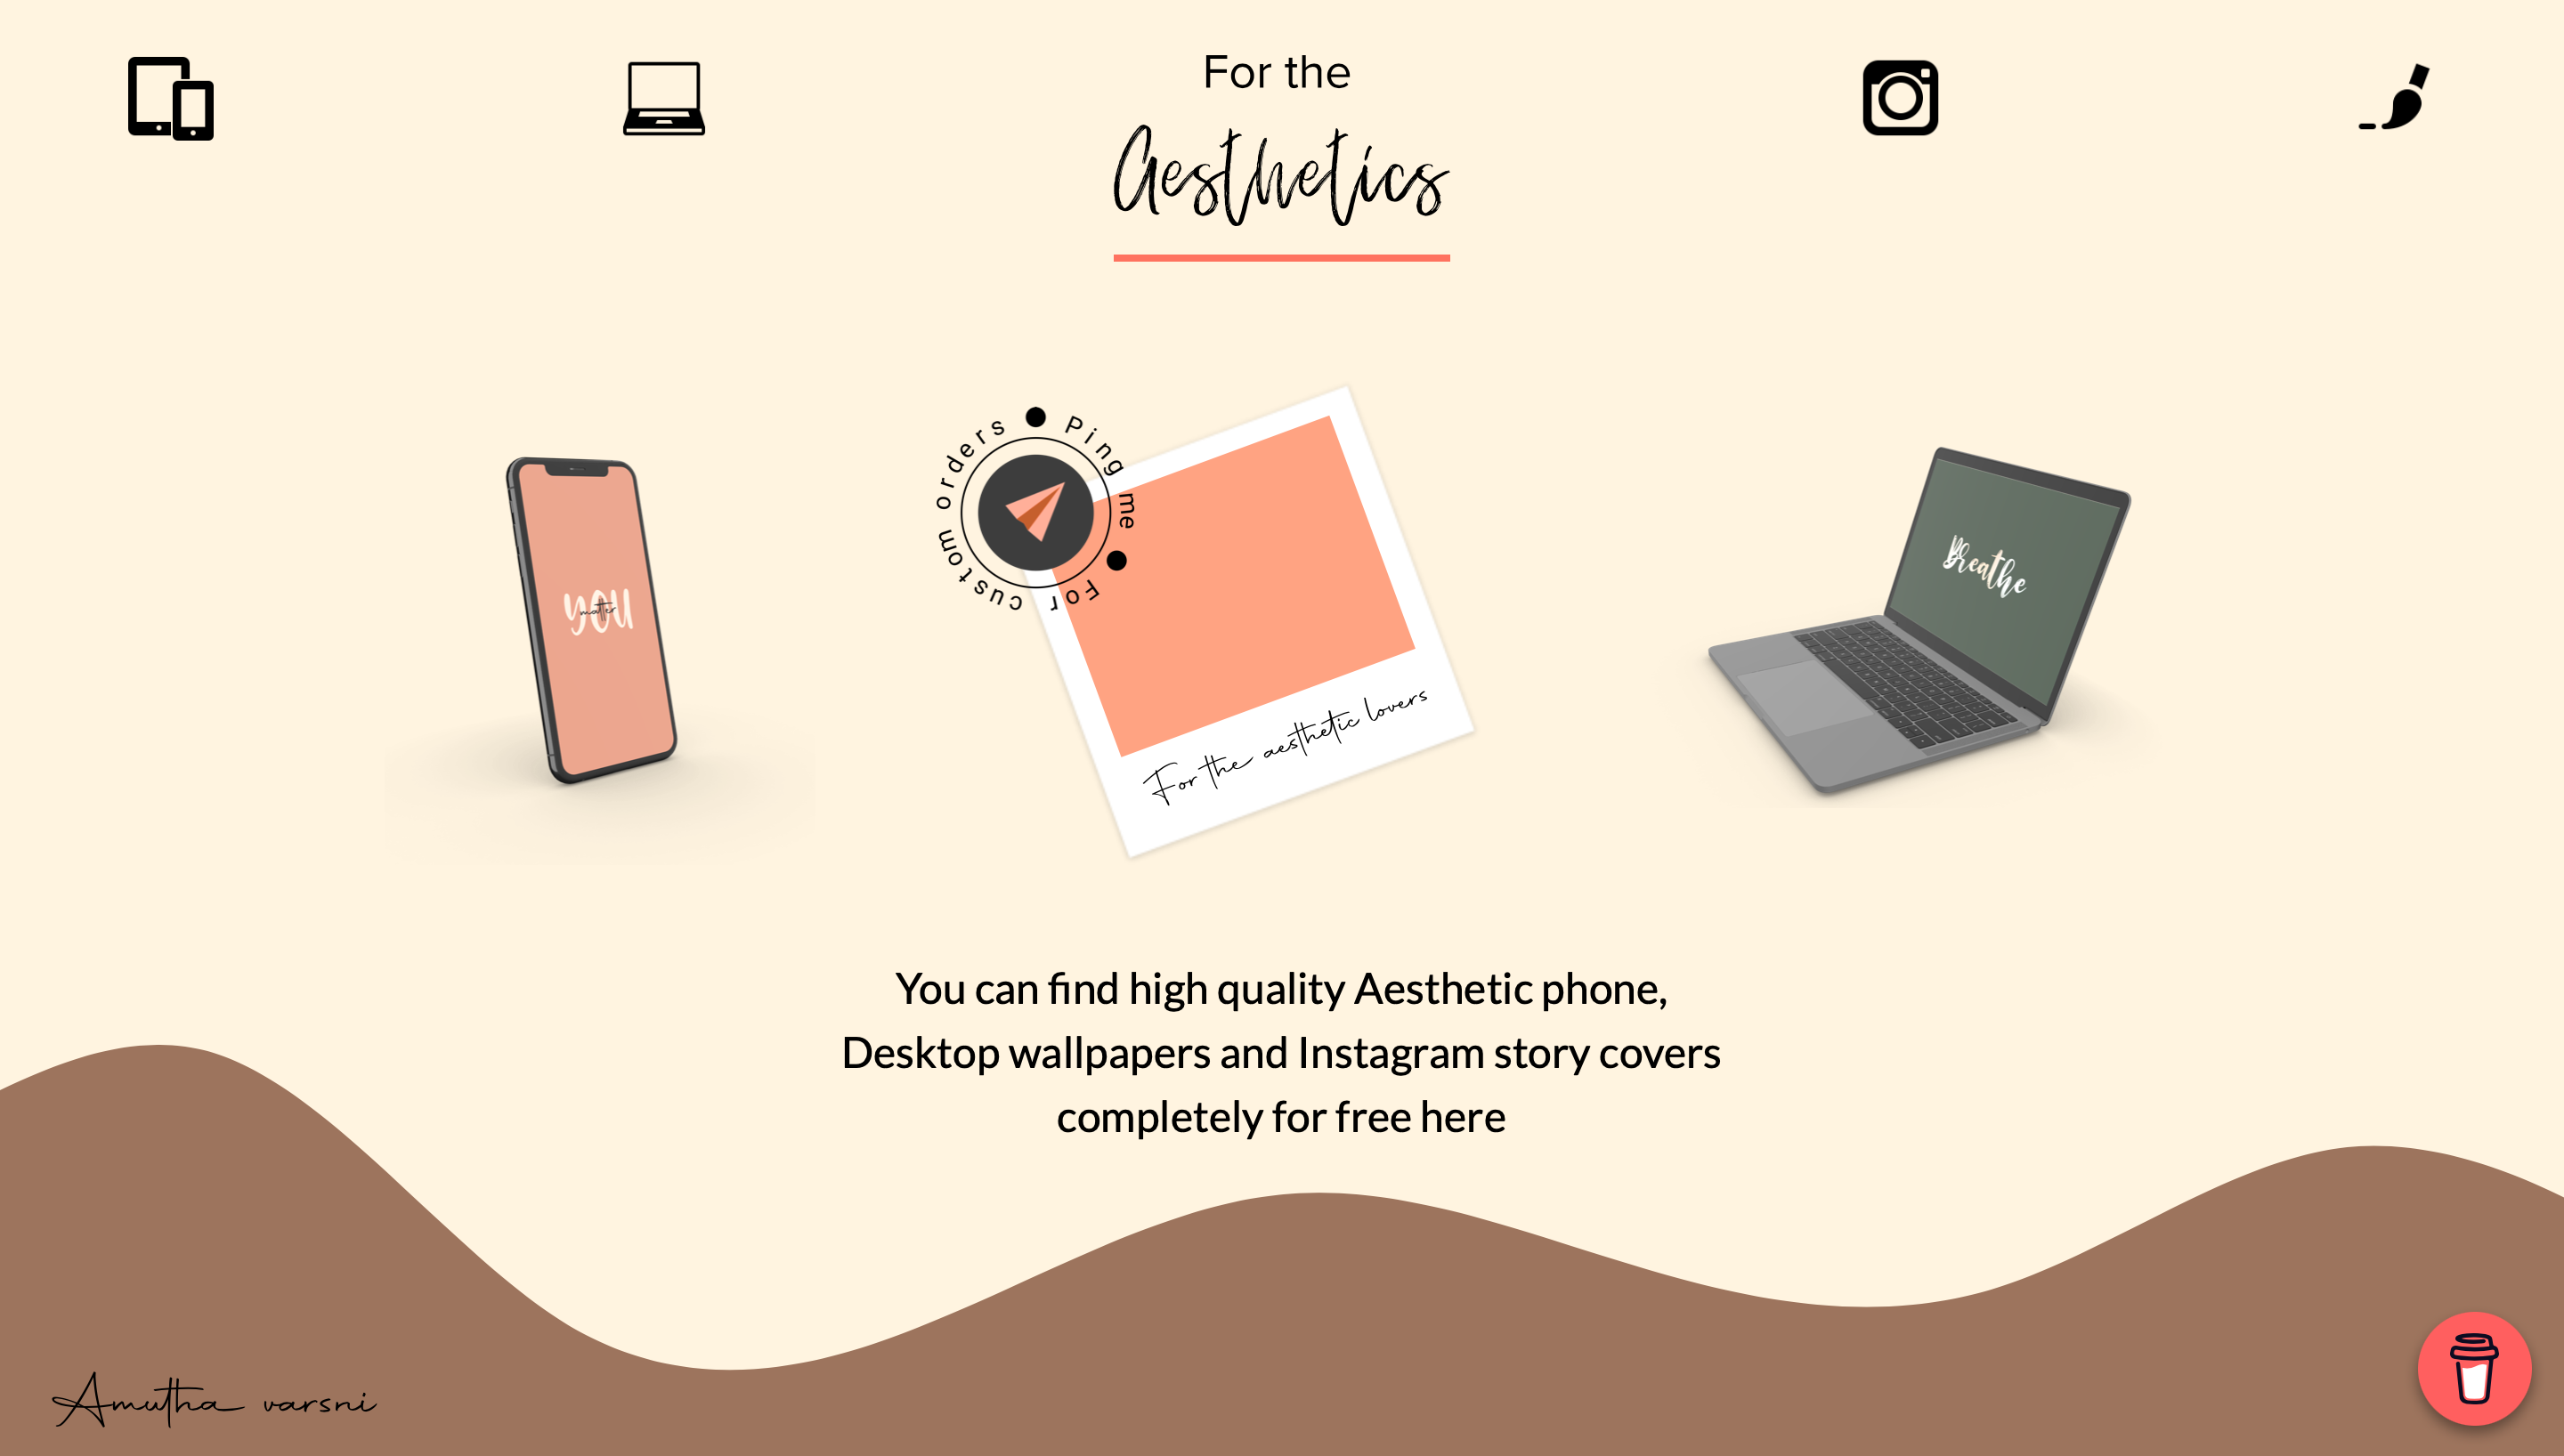 For the
Aesthetics
Ping me ● For custom orders ●
YOU
matter
For the aesthetic lovers
Breathe
You can find high quality Aesthetic phone,
Desktop wallpapers and Instagram story covers
completely for free here
Amutha varsni